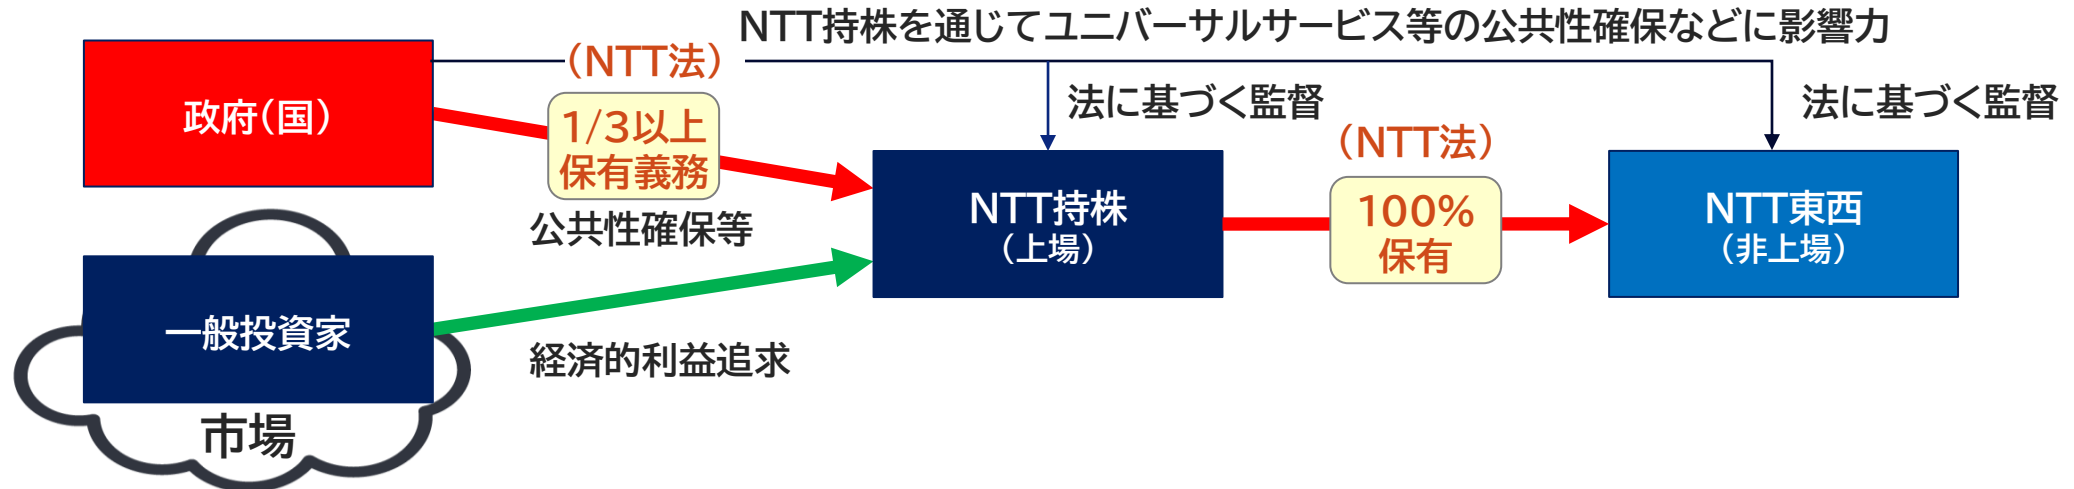 NTT持株を通じてユニバーサルサービス等の公共性確保などに影響力
（NTT法）
政府（国）
1/3以上
保有義務
公共性確保等
法に基づく監督
法に基づく監督
（NTT法）
NTT持株
（上場）
100%
保有
NTT東西
（非上場）
一般投資家
経済的利益追求
市場